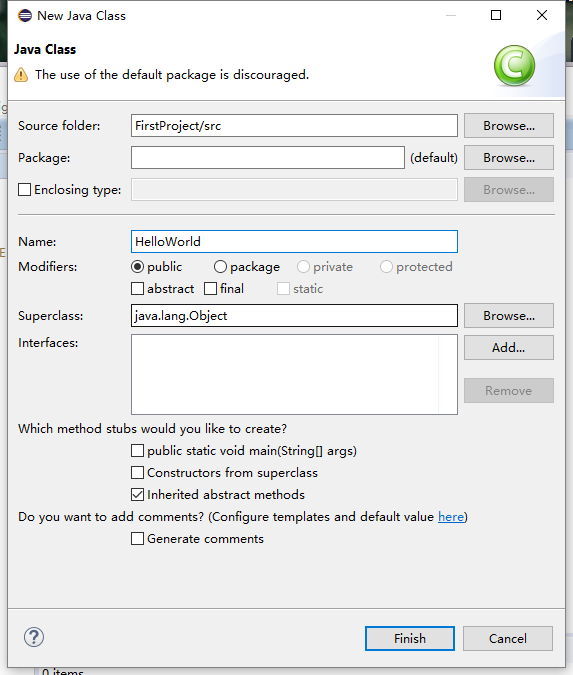 New Java Class
Java Class
The use of the default package is discouraged.
Source folder: FirstProject/src Browse...
Package: (default) Browse...
Enclosing type: Browse...
Name: HelloWorld
Modifiers: public package private protected
abstract final static
Superclass: java.lang.Object Browse...
Interfaces: Add...
Remove
Which method stubs would you like to create?
public static void main(String[] args)
Constructors from superclass
Inherited abstract methods
Do you want to add comments? (Configure templates and default value here)
Generate comments
Finish Cancel
0 items